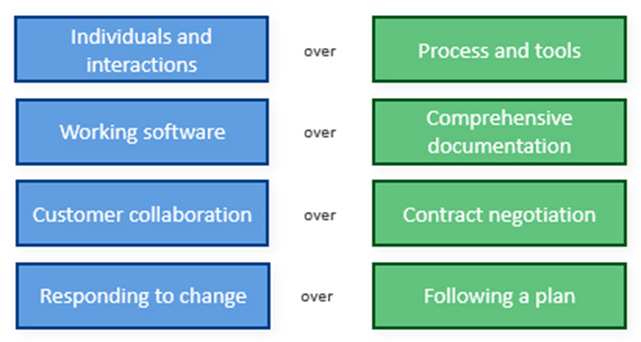 Individuals and
interactions
over
Process and tools
Working software
over
Comprehensive
documentation
Customer collaboration
over
Contract negotiation
Responding to change
over
Following a plan